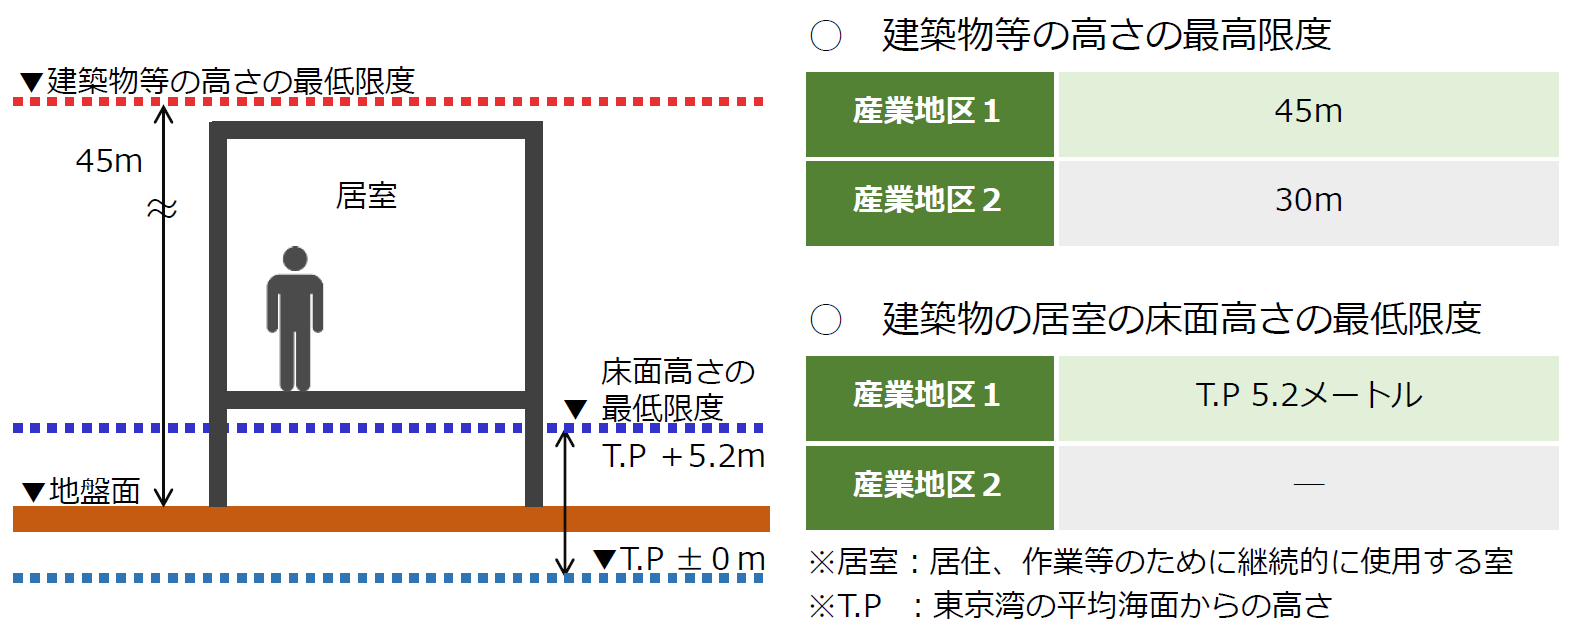 ▼建築物等の高さの最低限度
45m
居室
床面高さの
▼ 最低限度
T.P ＋5.2m
▼地盤面
▼T.P ±０ｍ
○　建築物等の高さの最高限度
産業地区１ 45m
産業地区２ 30m
○　建築物の居室の床面高さの最低限度
産業地区１ T.P 5.2メートル
産業地区２ ―
※居室：居住、作業等のために継続的に使用する室
※T.P　：東京湾の平均海面からの高さ